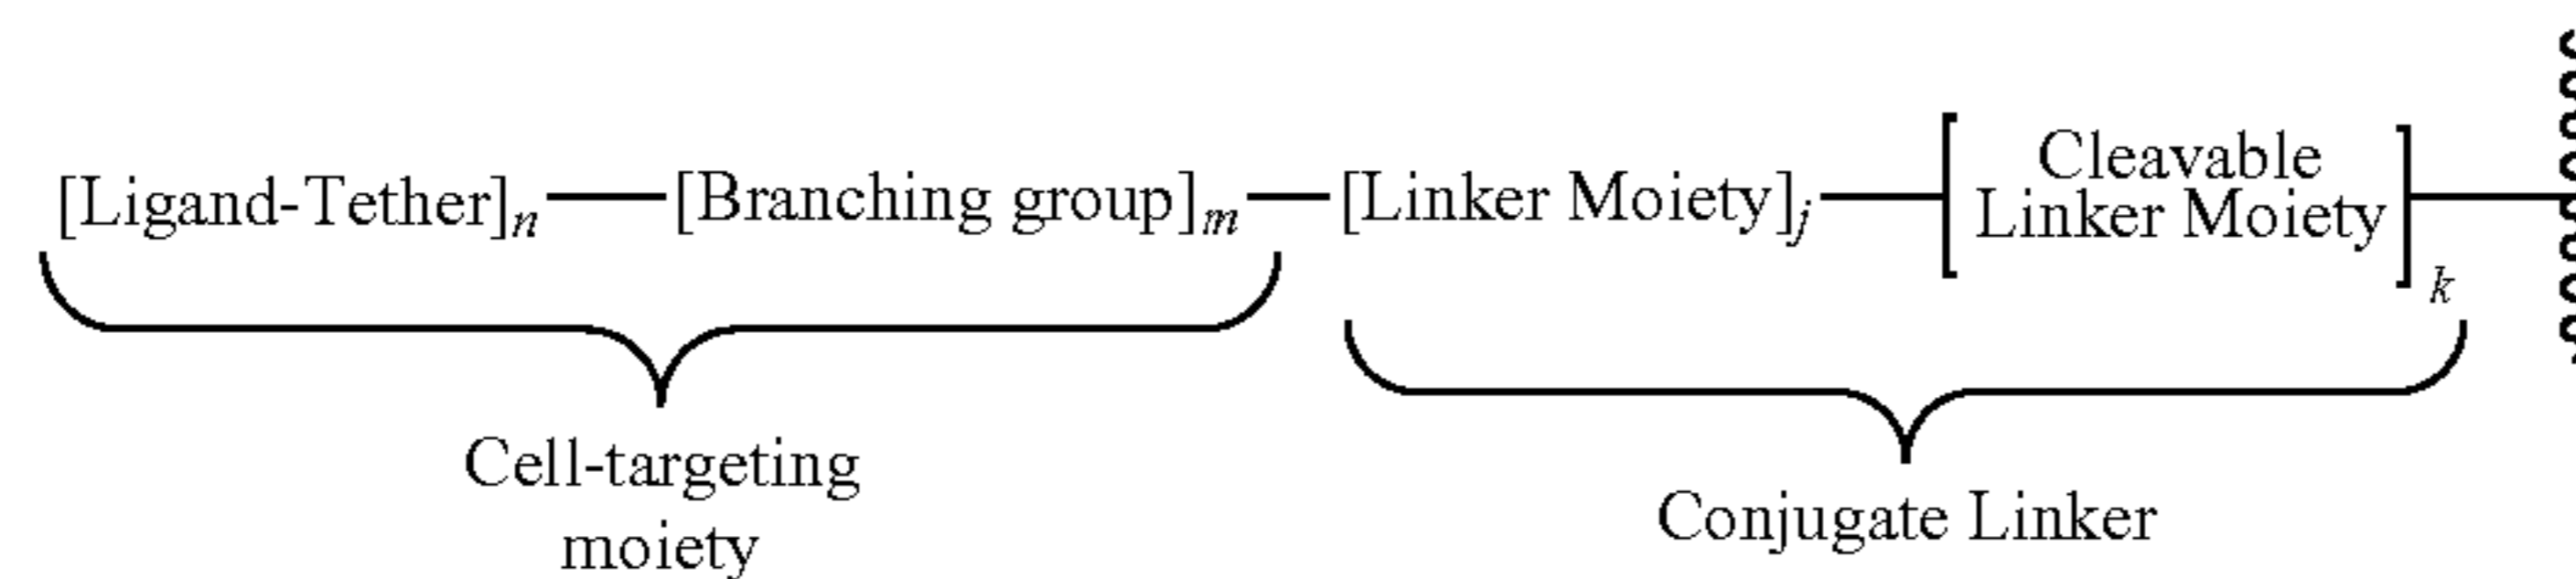 [Ligand-Tether]n — [Branching group]m — [Linker Moiety]j — [Cleavable
Linker Moiety]k
Cell-targeting
moiety
Conjugate Linker